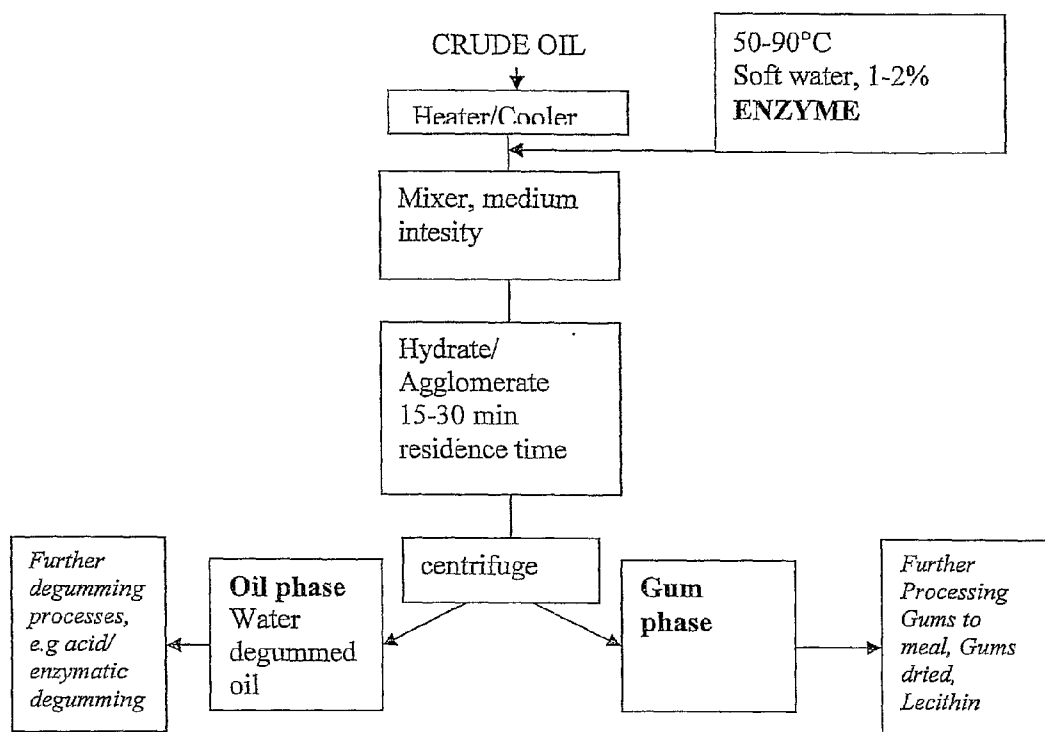 CRUDE OIL
50-90°C
Soft water, 1-2%
ENZYME
Heater/Cooler
Mixer, medium
intesity
Hydrate/
Agglomerate
15-30 min
residence time
centrifuge
Further
degumming
processes,
e.g acid/
enzymatic
degumming
Oil phase
Water
degummed
oil
Gum
phase
Further
Processing
Gums to
meal, Gums
dried,
Lecithin